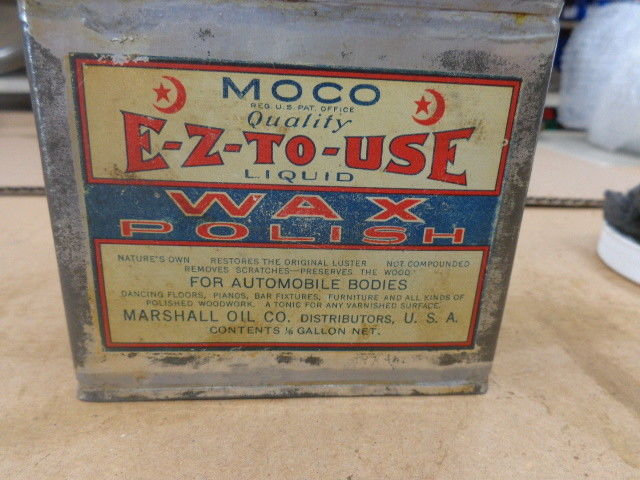 MOCO
REG. U.S. PAT. OFFICE
Quality
E-Z-TO-USE
LIQUID
WAX
POLISH
NATURE'S OWN RESTORES THE ORIGINAL LUSTER NOT COMPOUNDED
REMOVES SCRATCHES—PRESERVES THE WOOD
FOR AUTOMOBILE BODIES
DANCING FLOORS, PIANOS, BAR FIXTURES, FURNITURE AND ALL KINDS OF
POLISHED WOODWORK. A TONIC FOR ANY VARNISHED SURFACE.
MARSHALL OIL CO. DISTRIBUTORS, U. S. A.
CONTENTS GALLON NET.